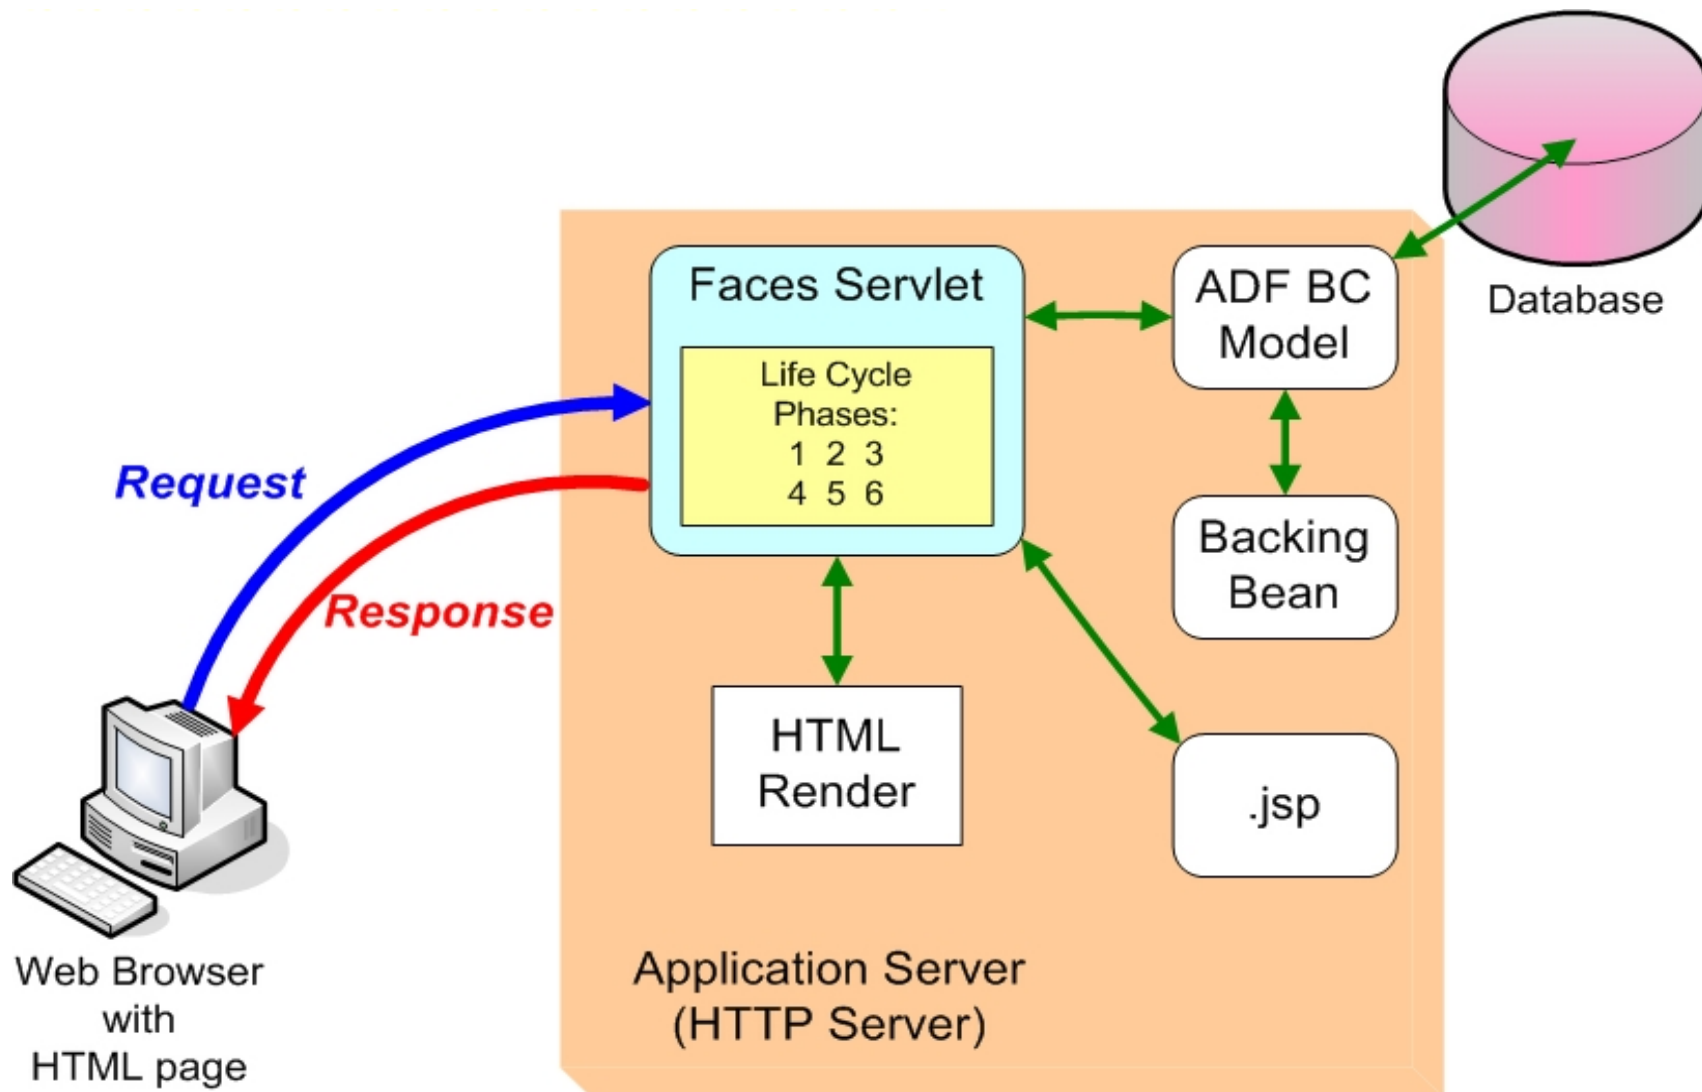 Faces Servlet
Life Cycle
Phases:
1 2 3
4 5 6
ADF BC
Model
Database
Request
Response
Backing
Bean
HTML
Render
.jsp
Application Server
(HTTP Server)
Web Browser
with
HTML page